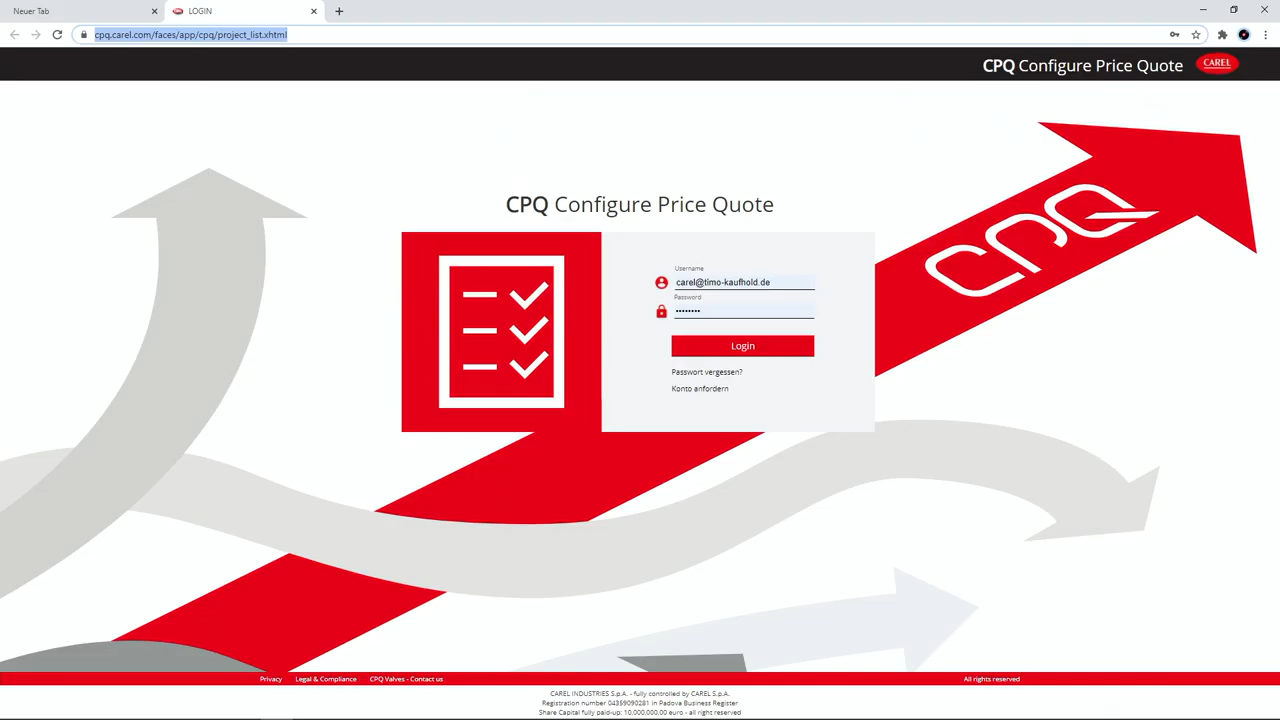 Neuer Tab
LOGIN
cpq.carel.com/faces/app/cpq/project_list.xhtml
CPQ Configure Price Quote
CAREL
CPQ
CPQ Configure Price Quote
Username
carel@timo-kaufhold.de
Password
••••••••
Login
Passwort vergessen?
Konto anfordern
Privacy Legal & Compliance CPQ Valves - Contact us All rights reserved
CAREL INDUSTRIES S.p.A. - fully controlled by CAREL S.p.A.
Registration number 04359090281 in Padova Business Register
Share Capital fully paid-up: 10,000,000.00 euro - all right reserved